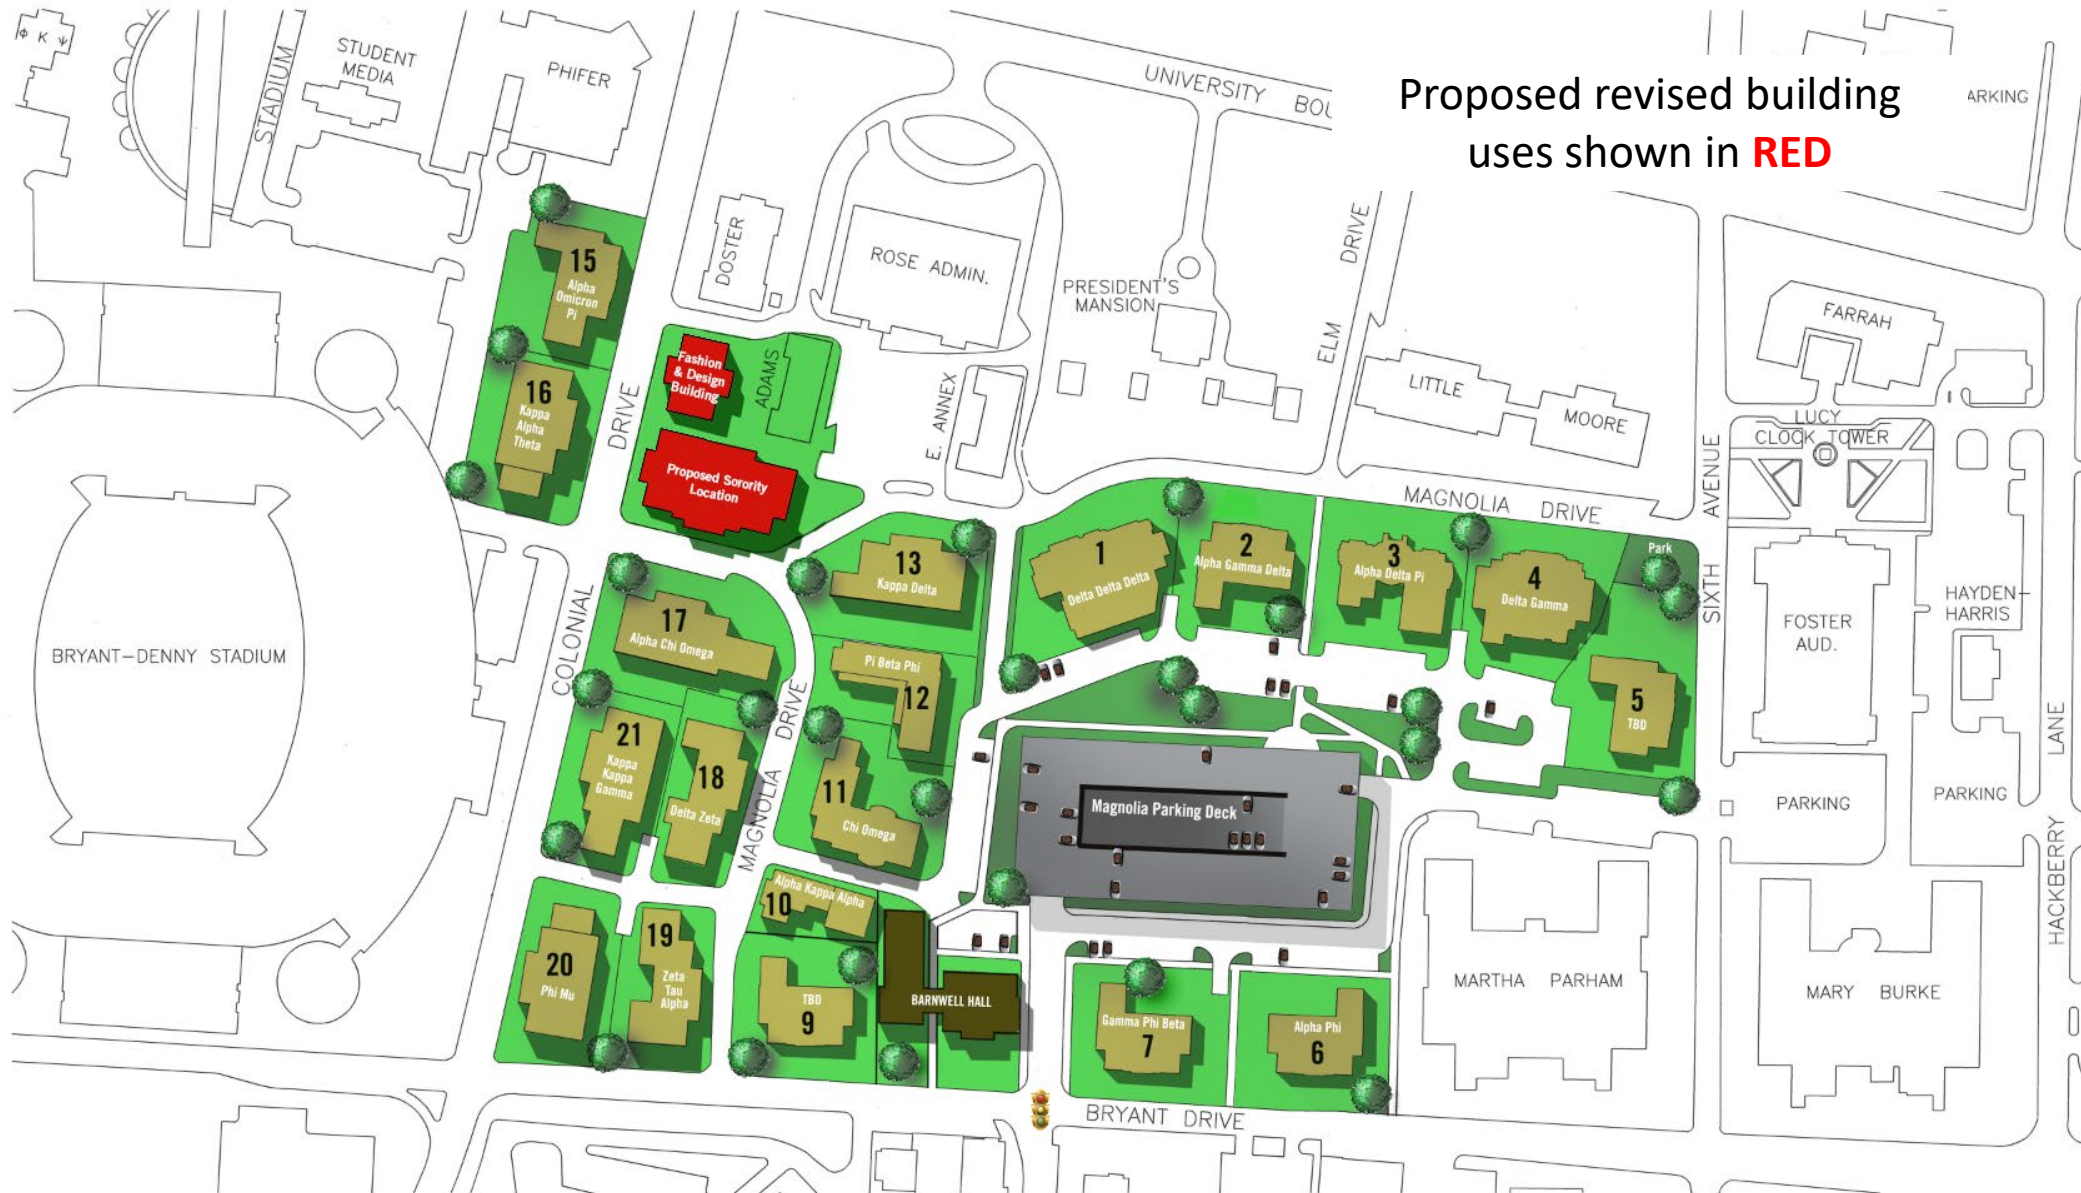 Proposed revised building
uses shown in RED
Φ K Ψ
STADIUM
STUDENT
MEDIA
PHIFER
UNIVERSITY BOU
ARKING
DOSTER
ROSE ADMIN.
PRESIDENT'S
MANSION
ELM DRIVE
FARRAH
LITTLE
MOORE
LUCY
CLOCK TOWER
15
Alpha
Omicron
Pi
16
Kappa
Alpha
Theta
Fashion
& Design
Building
ADAMS
E. ANNEX
Proposed Sorority
Location
COLONIAL DRIVE
MAGNOLIA DRIVE
SIXTH AVENUE
Park
1
Delta Delta Delta
2
Alpha Gamma Delta
3
Alpha Delta Pi
4
Delta Gamma
5
TBD
13
Kappa Delta
Pi Beta Phi
12
11
Chi Omega
17
Alpha Chi Omega
21
Kappa
Kappa
Gamma
18
Delta Zeta
MAGNOLIA DRIVE
BRYANT-DENNY STADIUM
Magnolia Parking Deck
FOSTER
AUD.
HAYDEN-
HARRIS
PARKING
PARKING
HACKBERRY LANE
Alpha Kappa Alpha
10
20
Phi Mu
19
Zeta
Tau
Alpha
TBD
9
BARNWELL HALL
Gamma Phi Beta
7
Alpha Phi
6
MARTHA PARHAM
MARY BURKE
BRYANT DRIVE